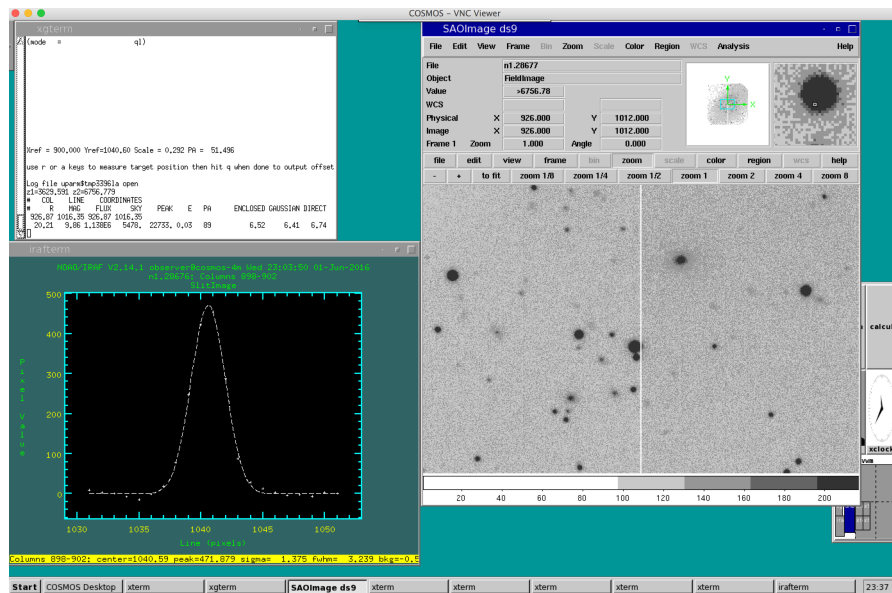 COSMOS – VNC Viewer
xgterm
(mode = ql)
Xref = 900.000 Yref=1040.60 Scale = 0.292 PA = 51.496
use r or a keys to measure target position then hit q when done to output offset
Log file uparm$tmp3396la open
z1=3629.591 z2=6756.779
# COL LINE COORDINATES
# R MAG FLUX SKY PEAK E PA ENCLOSED GAUSSIAN DIRECT
926.87 1016.35 926.87 1016.35
20.21 9.86 1.138E6 5478. 22733. 0.03 89 6.52 6.41 6.74
irafterm
NOAO/IRAF V2.14.1 observer@cosmos-4m Wed 23:03:50 01-Jun-2016
n1.28676: Columns 898-902
SlitImage
500
400
300
200
100
0
Pixel Value
1030 1035 1040 1045 1050
Line (pixels)
Columns 898-902; center=1040.59 peak=471.879 sigma= 1.375 fwhm= 3.239 bkg=-0.5
SAOImage ds9
File Edit View Frame Bin Zoom Scale Color Region WCS Analysis Help
File n1.28677
Object FieldImage
Value >6756.78
WCS
Physical X 926.000 Y 1012.000
Image X 926.000 Y 1012.000
Frame 1 Zoom 1.000 Angle 0.000
Y
X
file edit view frame bin zoom scale color region wcs help
- + to fit zoom 1/8 zoom 1/4 zoom 1/2 zoom 1 zoom 2 zoom 4 zoom 8
20 40 60 80 100 120 140 160 180 200
calcul
xclock
Start COSMOS Desktop xterm xgterm SAOImage ds9 xterm xterm xterm xterm xterm irafterm 23:37